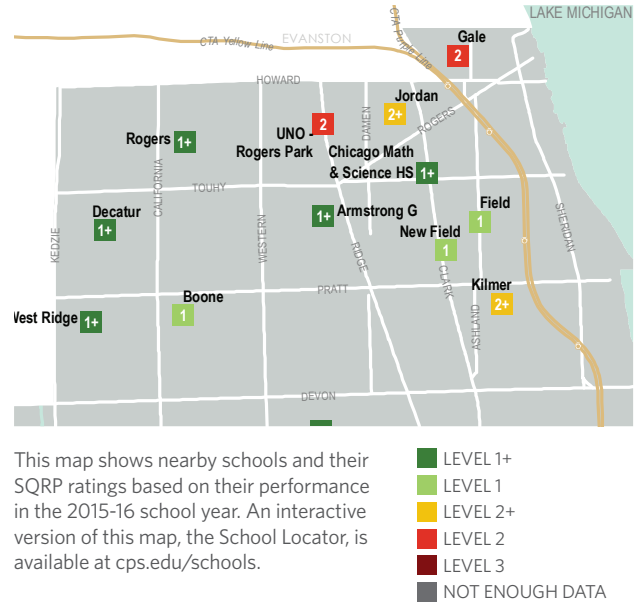 LAKE MICHIGAN
CTA Yellow Line
EVANSTON
CTA Purple Line
Gale
2
HOWARD
Jordan
2+
ROGERS
DAMEN
UNO -
Rogers Park
2
Rogers
1+
Chicago Math
& Science HS
1+
CALIFORNIA
TOUHY
Decatur
1+
KEDZIE
WESTERN
1+
Armstrong G
RIDGE
Field
1
New Field
1
SHERIDAN
CLARK
ASHLAND
Kilmer
2+
PRATT
Boone
1
West Ridge
1+
DEVON
This map shows nearby schools and their
SQRP ratings based on their performance
in the 2015-16 school year. An interactive
version of this map, the School Locator, is
available at cps.edu/schools.
LEVEL 1+
LEVEL 1
LEVEL 2+
LEVEL 2
LEVEL 3
NOT ENOUGH DATA